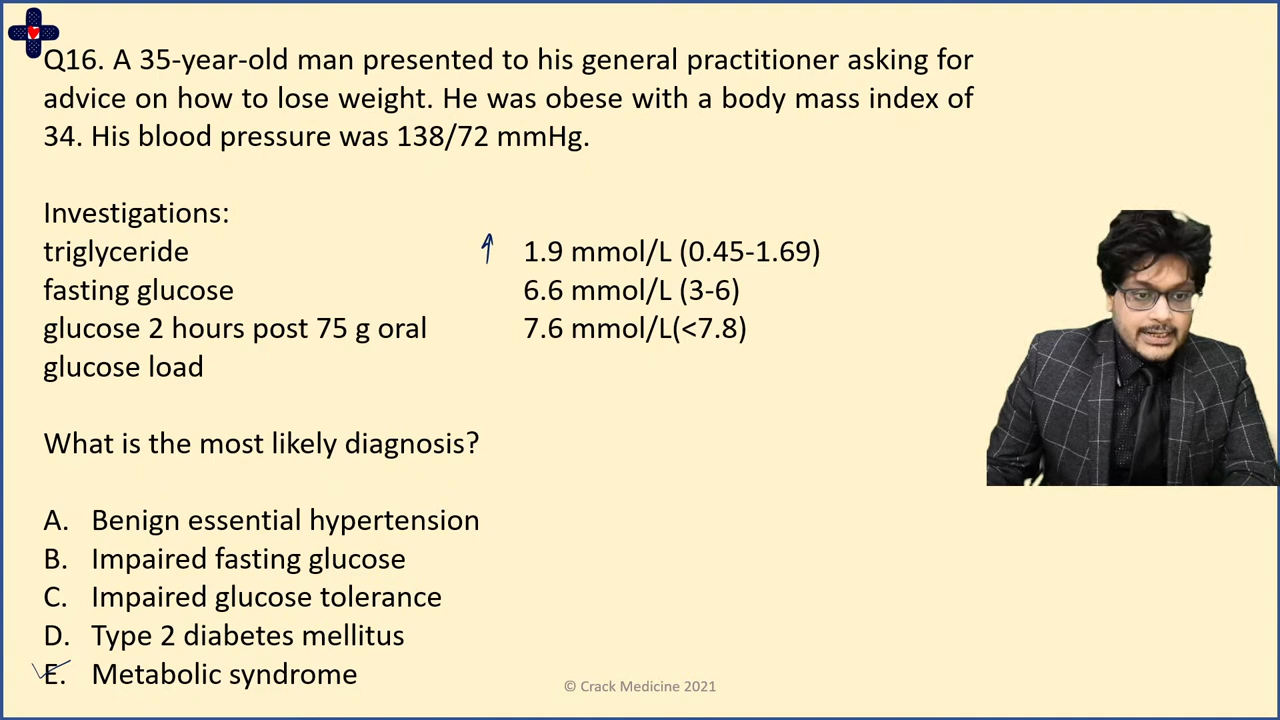 Q16. A 35-year-old man presented to his general practitioner asking for
advice on how to lose weight. He was obese with a body mass index of
34. His blood pressure was 138/72 mmHg.
Investigations:
triglyceride 1.9 mmol/L (0.45-1.69)
fasting glucose 6.6 mmol/L (3-6)
glucose 2 hours post 75 g oral 7.6 mmol/L(<7.8)
glucose load
What is the most likely diagnosis?
A. Benign essential hypertension
B. Impaired fasting glucose
C. Impaired glucose tolerance
D. Type 2 diabetes mellitus
E. Metabolic syndrome
© Crack Medicine 2021